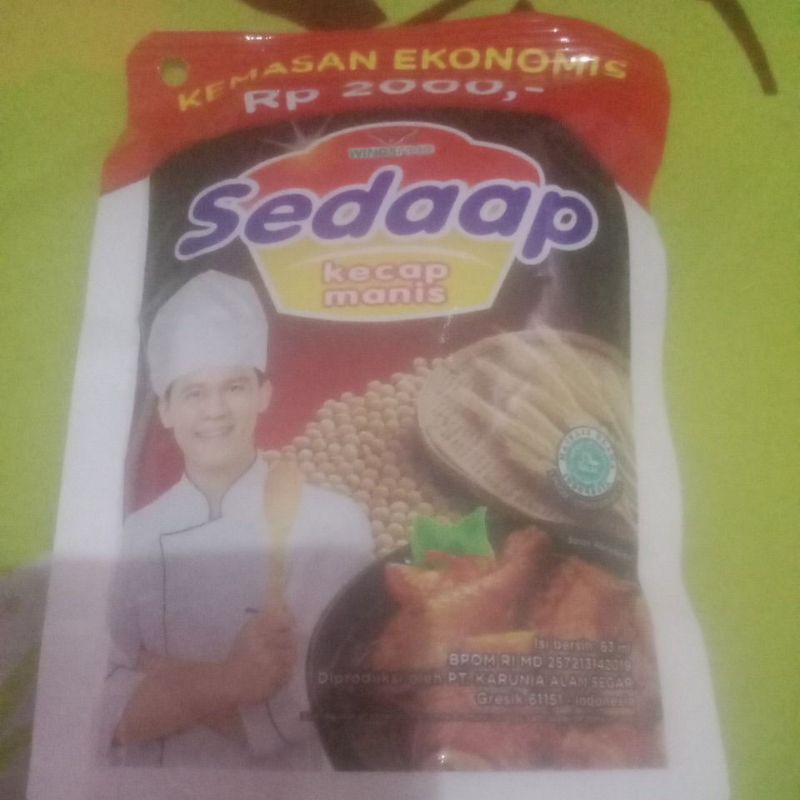 KEMASAN EKONOMIS
Rp 2000,-
WINGSFOOD
Sedaap
kecap
manis
Isi bersih: 63 ml
BPOM RI MD 257213143019
Diproduksi oleh PT. KARUNIA ALAM SEGAR
Gresik 61151 - Indonesia